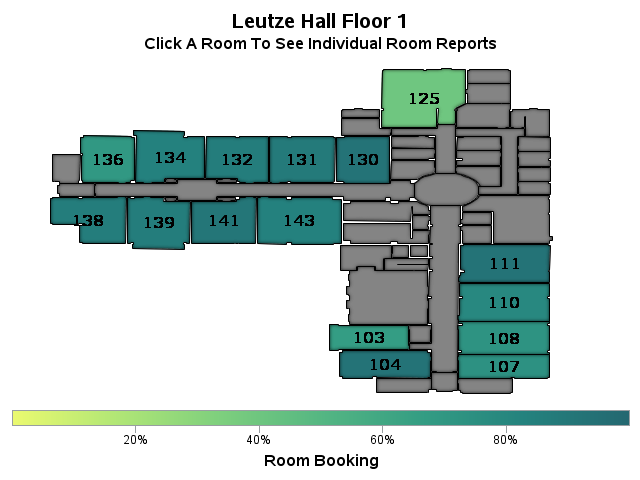 Leutze Hall Floor 1
Click A Room To See Individual Room Reports
125
136 134 132 131 130
138 139 141 143
111
110
103 108
104 107
20% 40% 60% 80%
Room Booking